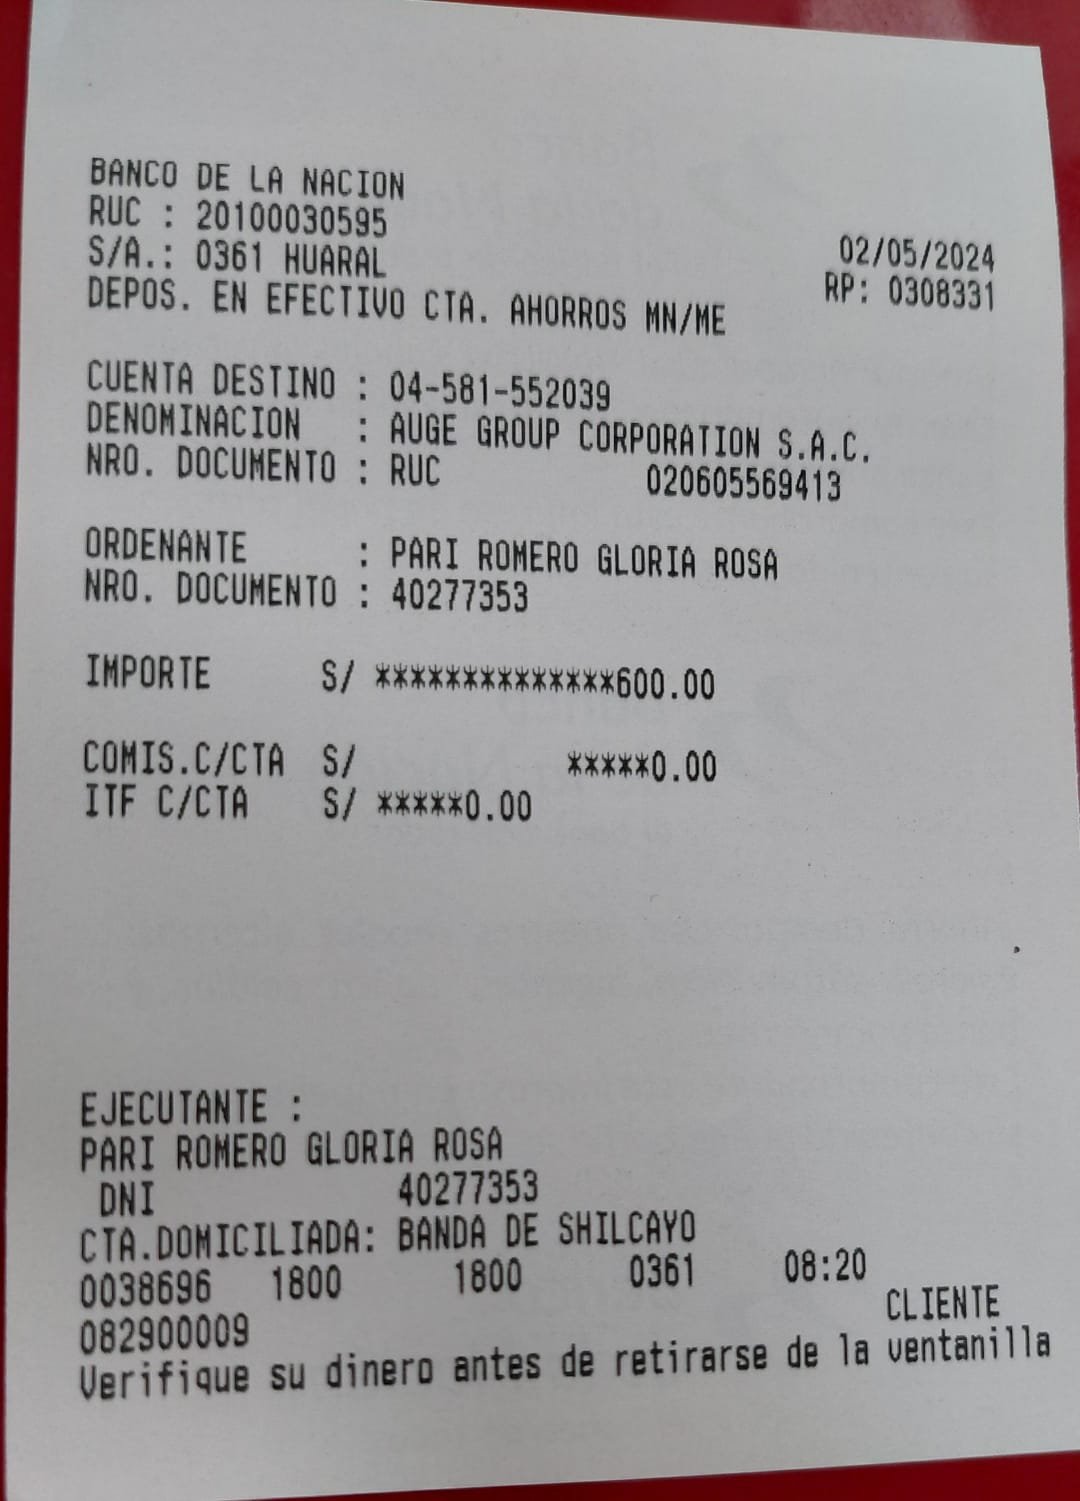 BANCO DE LA NACION
RUC : 20100030595
S/A.: 0361 HUARAL 02/05/2024
DEPOS. EN EFECTIVO CTA. AHORROS MN/ME RP: 0308331
CUENTA DESTINO : 04-581-552039
DENOMINACION : AUGE GROUP CORPORATION S.A.C.
NRO. DOCUMENTO : RUC 020605569413
ORDENANTE : PARI ROMERO GLORIA ROSA
NRO. DOCUMENTO : 40277353
IMPORTE S/ **************600.00
COMIS.C/CTA S/ *****0.00
ITF C/CTA S/ *****0.00
EJECUTANTE :
PARI ROMERO GLORIA ROSA
DNI 40277353
CTA.DOMICILIADA: BANDA DE SHILCAYO
0038696 1800 1800 0361 08:20
CLIENTE
082900009
Verifique su dinero antes de retirarse de la ventanilla